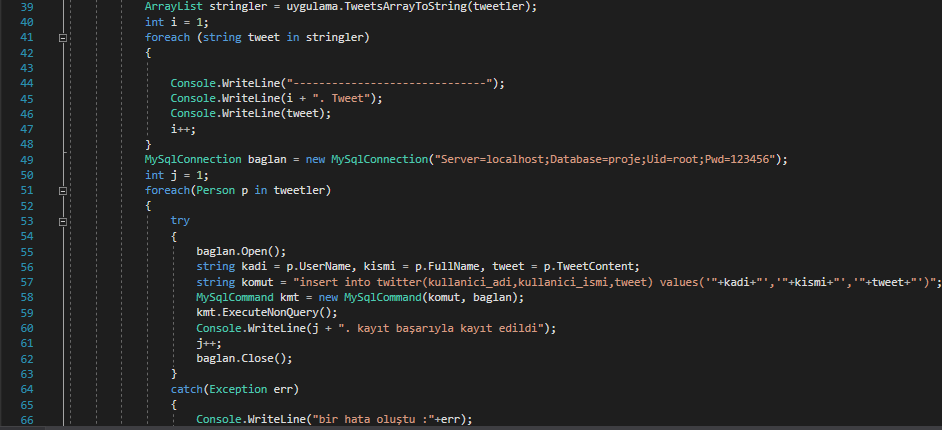 39 ArrayList stringler = uygulama.TweetsArrayToString(tweetler);
40 int i = 1;
41 foreach (string tweet in stringler)
42 {
43
44 Console.WriteLine("------------------------------");
45 Console.WriteLine(i + ". Tweet");
46 Console.WriteLine(tweet);
47 i++;
48 }
49 MySqlConnection baglan = new MySqlConnection("Server=localhost;Database=proje;Uid=root;Pwd=123456");
50 int j = 1;
51 foreach(Person p in tweetler)
52 {
53 try
54 {
55 baglan.Open();
56 string kadi = p.UserName, kismi = p.FullName, tweet = p.TweetContent;
57 string komut = "insert into twitter(kullanici_adi,kullanici_ismi,tweet) values('"+kadi+"','"+kismi+"','"+tweet+"')";
58 MySqlCommand kmt = new MySqlCommand(komut, baglan);
59 kmt.ExecuteNonQuery();
60 Console.WriteLine(j + ". kayıt başarıyla kayıt edildi");
61 j++;
62 baglan.Close();
63 }
64 catch(Exception err)
65 {
66 Console.WriteLine("bir hata oluştu :"+err);